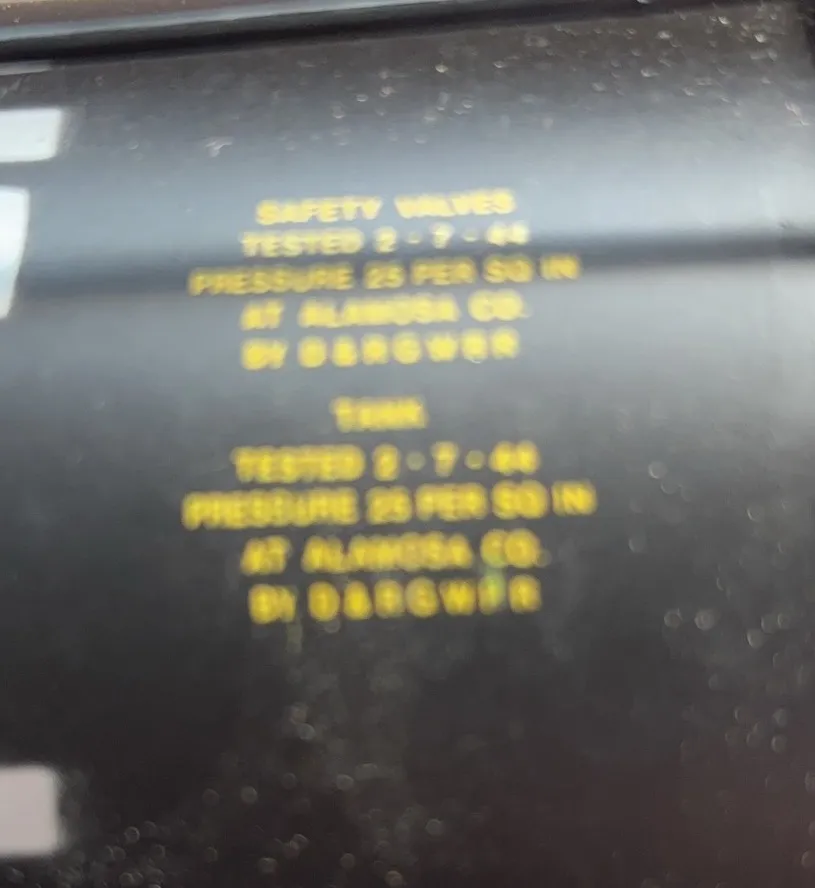 SAFETY VALVES
TESTED 2-7-44
PRESSURE 25 PER SQ IN
AT ALAMOSA CO.
BY D&RGWRR
TANK
TESTED 2-7-44
PRESSURE 25 PER SQ IN
AT ALAMOSA CO.
BY D&RGWRR